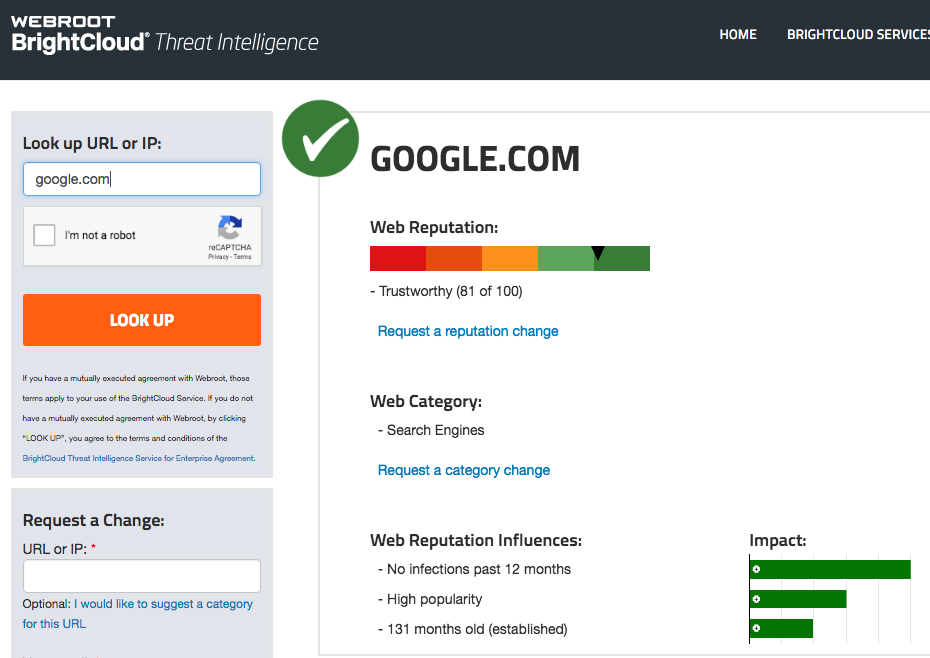 WEBROOT
BrightCloud® Threat Intelligence
HOME
BRIGHTCLOUD SERVICES
Look up URL or IP:
google.com
I'm not a robot
reCAPTCHA
Privacy - Terms
LOOK UP
If you have a mutually executed agreement with Webroot, those
terms apply to your use of the BrightCloud Service. If you do not
have a mutually executed agreement with Webroot, by clicking
“LOOK UP”, you agree to the terms and conditions of the
BrightCloud Threat Intelligence Service for Enterprise Agreement.
Request a Change:
URL or IP: *
Optional: I would like to suggest a category
for this URL
GOOGLE.COM
Web Reputation:
- Trustworthy (81 of 100)
Request a reputation change
Web Category:
- Search Engines
Request a category change
Web Reputation Influences:
Impact:
- No infections past 12 months
- High popularity
- 131 months old (established)